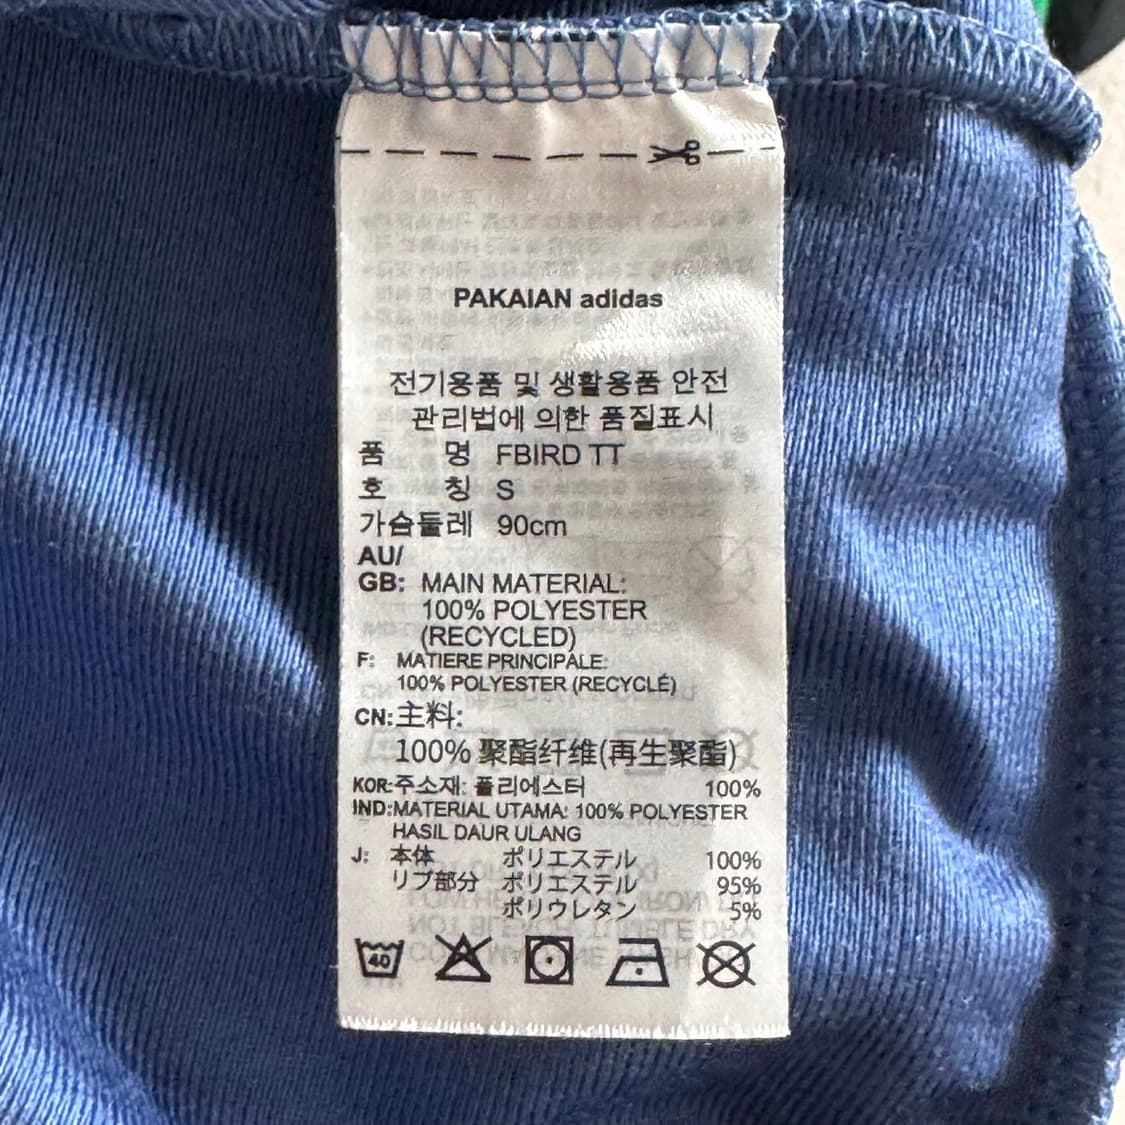 PAKAIAN adidas
전기용품 및 생활용품 안전
관리법에 의한 품질표시
품 명 FBIRD TT
호 칭 S
가슴둘레 90cm
AU/
GB: MAIN MATERIAL:
100% POLYESTER
(RECYCLED)
F: MATIERE PRINCIPALE:
100% POLYESTER (RECYCLÉ)
CN:主料:
100% 聚酯纤维(再生聚酯)
KOR:주소재: 폴리에스터 100%
IND:MATERIAL UTAMA: 100% POLYESTER
HASIL DAUR ULANG
J: 本体 ポリエステル 100%
リブ部分 ポリエステル 95%
ポリウレタン 5%
40